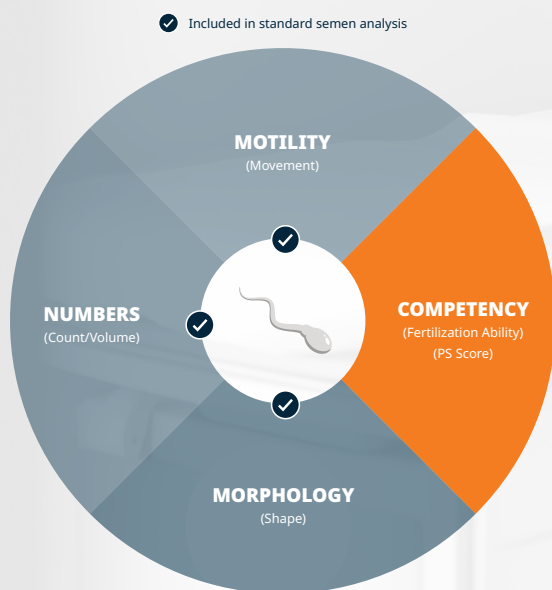 Included in standard semen analysis
MOTILITY
(Movement)
NUMBERS
(Count/Volume)
COMPETENCY
(Fertilization Ability)
(PS Score)
MORPHOLOGY
(Shape)